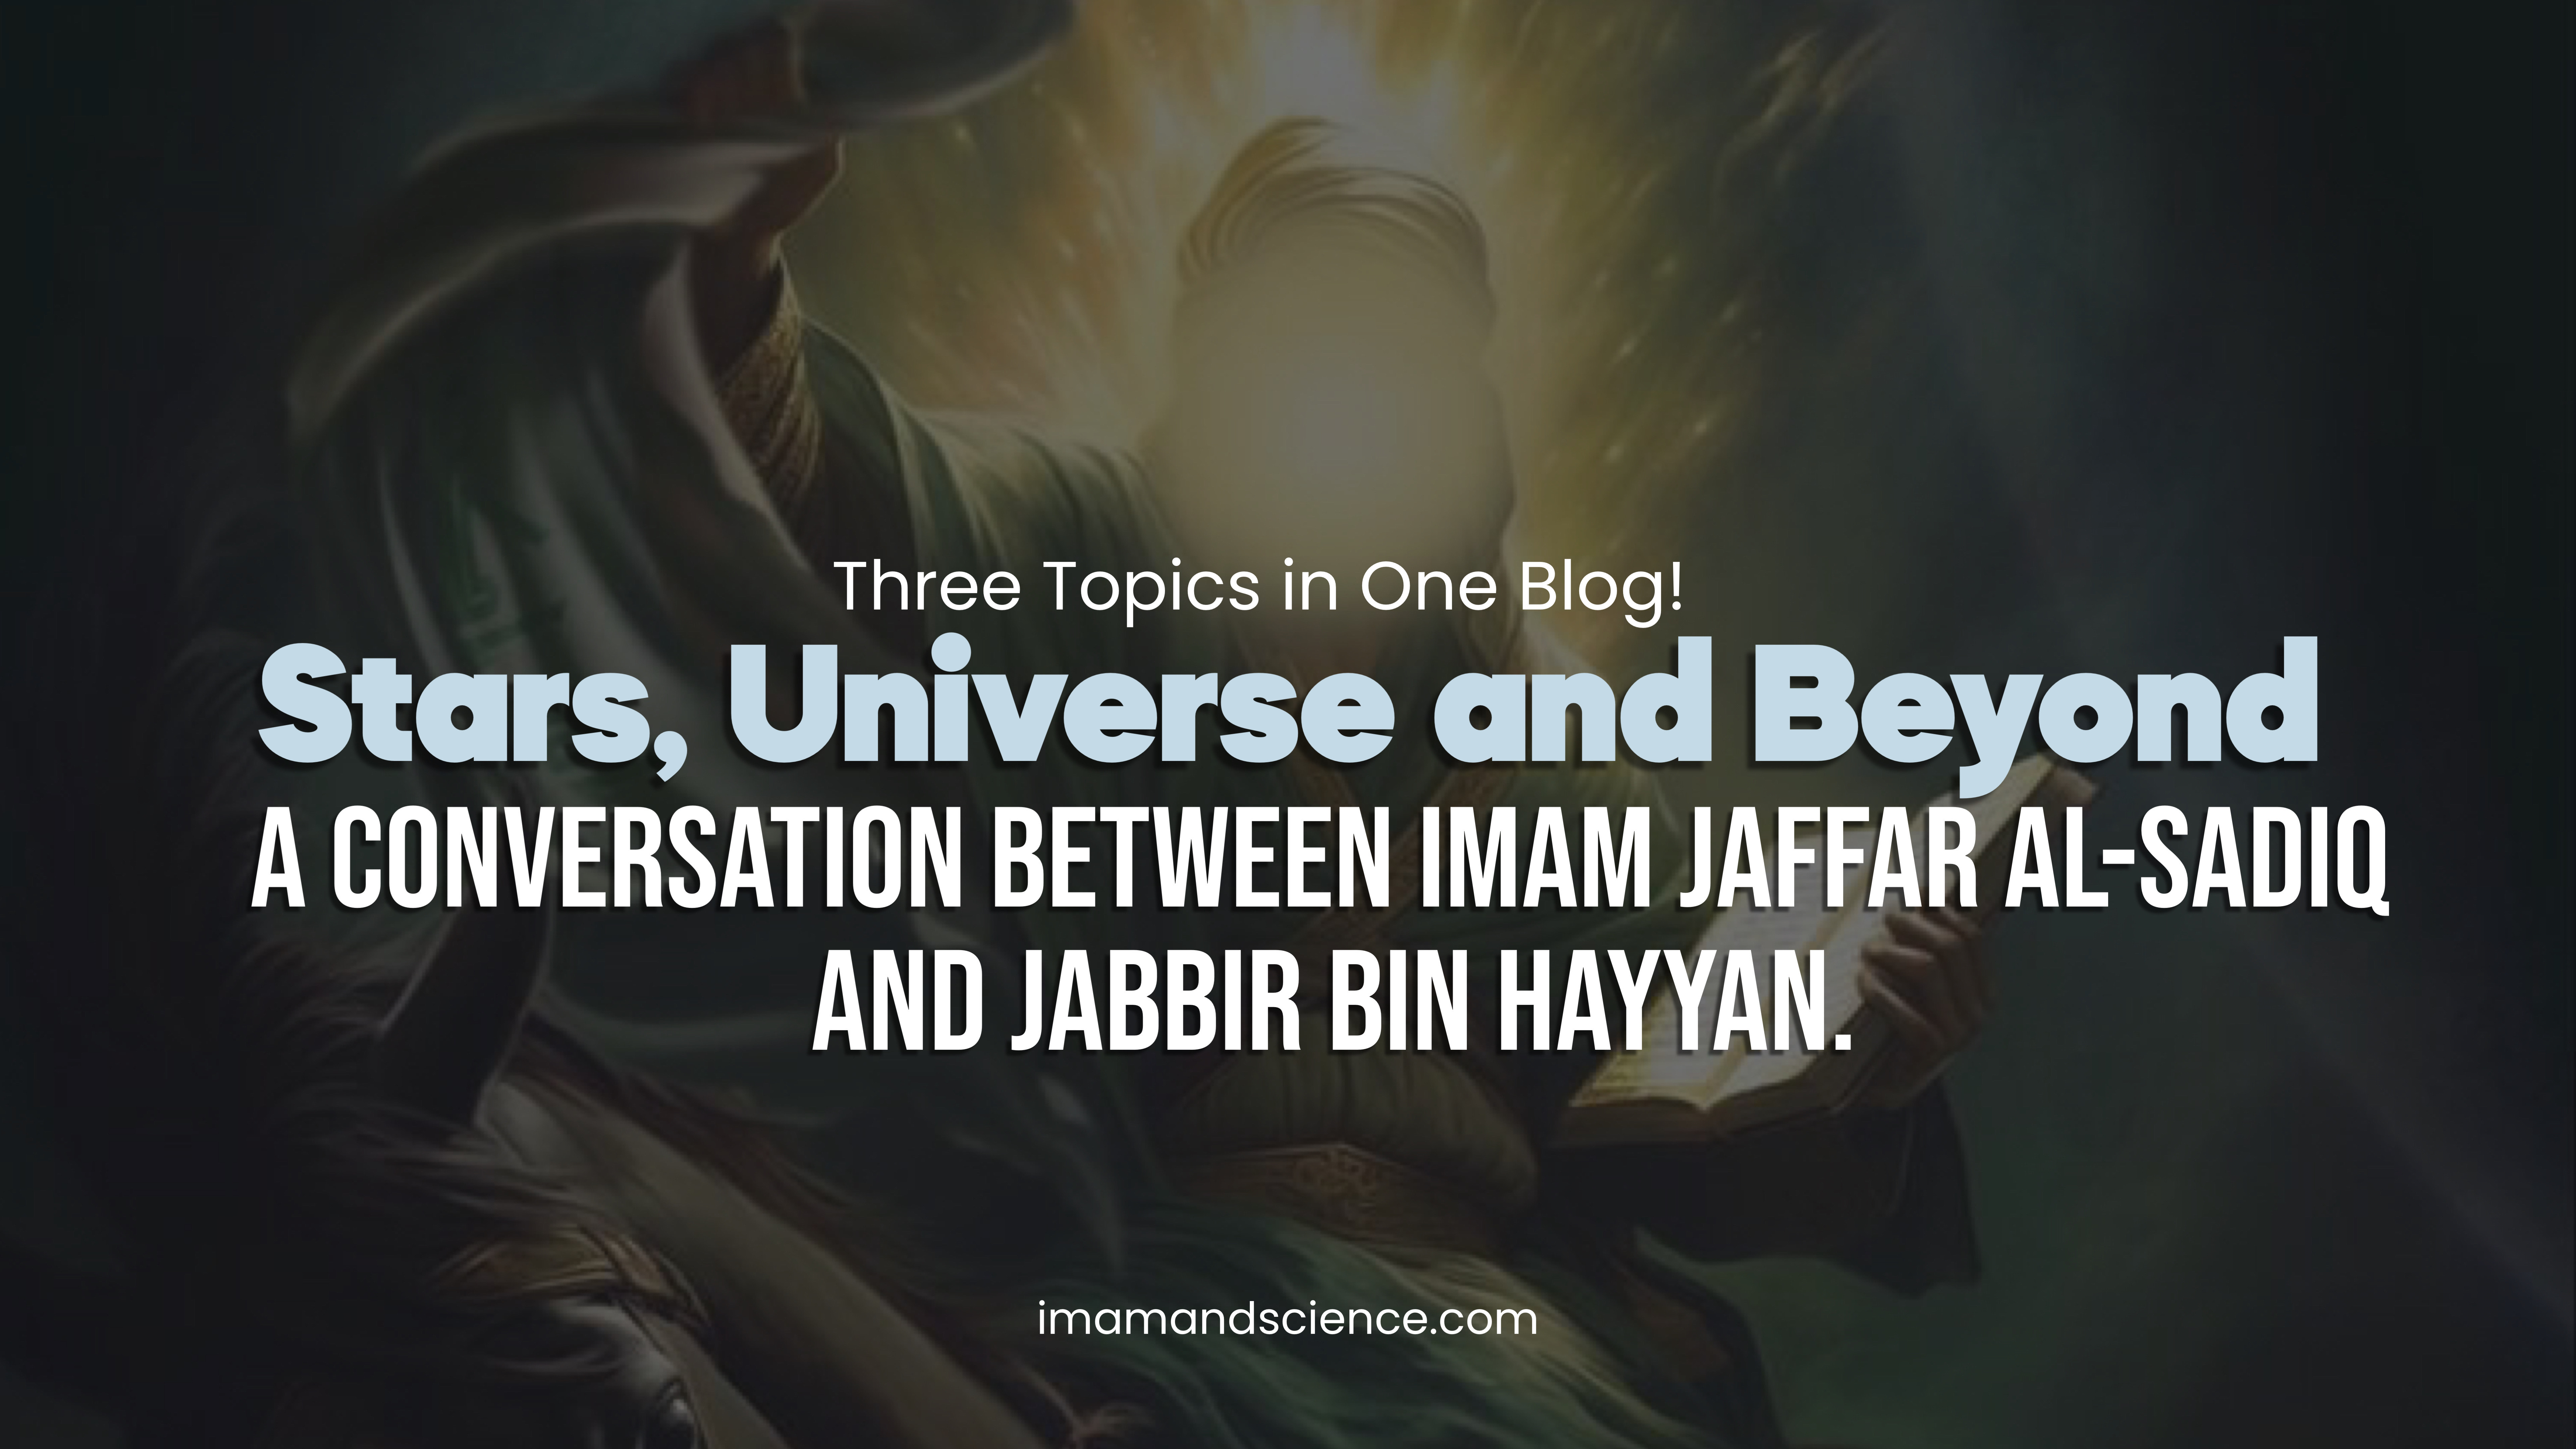 Three Topics in One Blog!
Stars, Universe and Beyond
A CONVERSATION BETWEEN IMAM JAFFAR AL-SADIQ
AND JABBIR BIN HAYYAN.
imamandscience.com